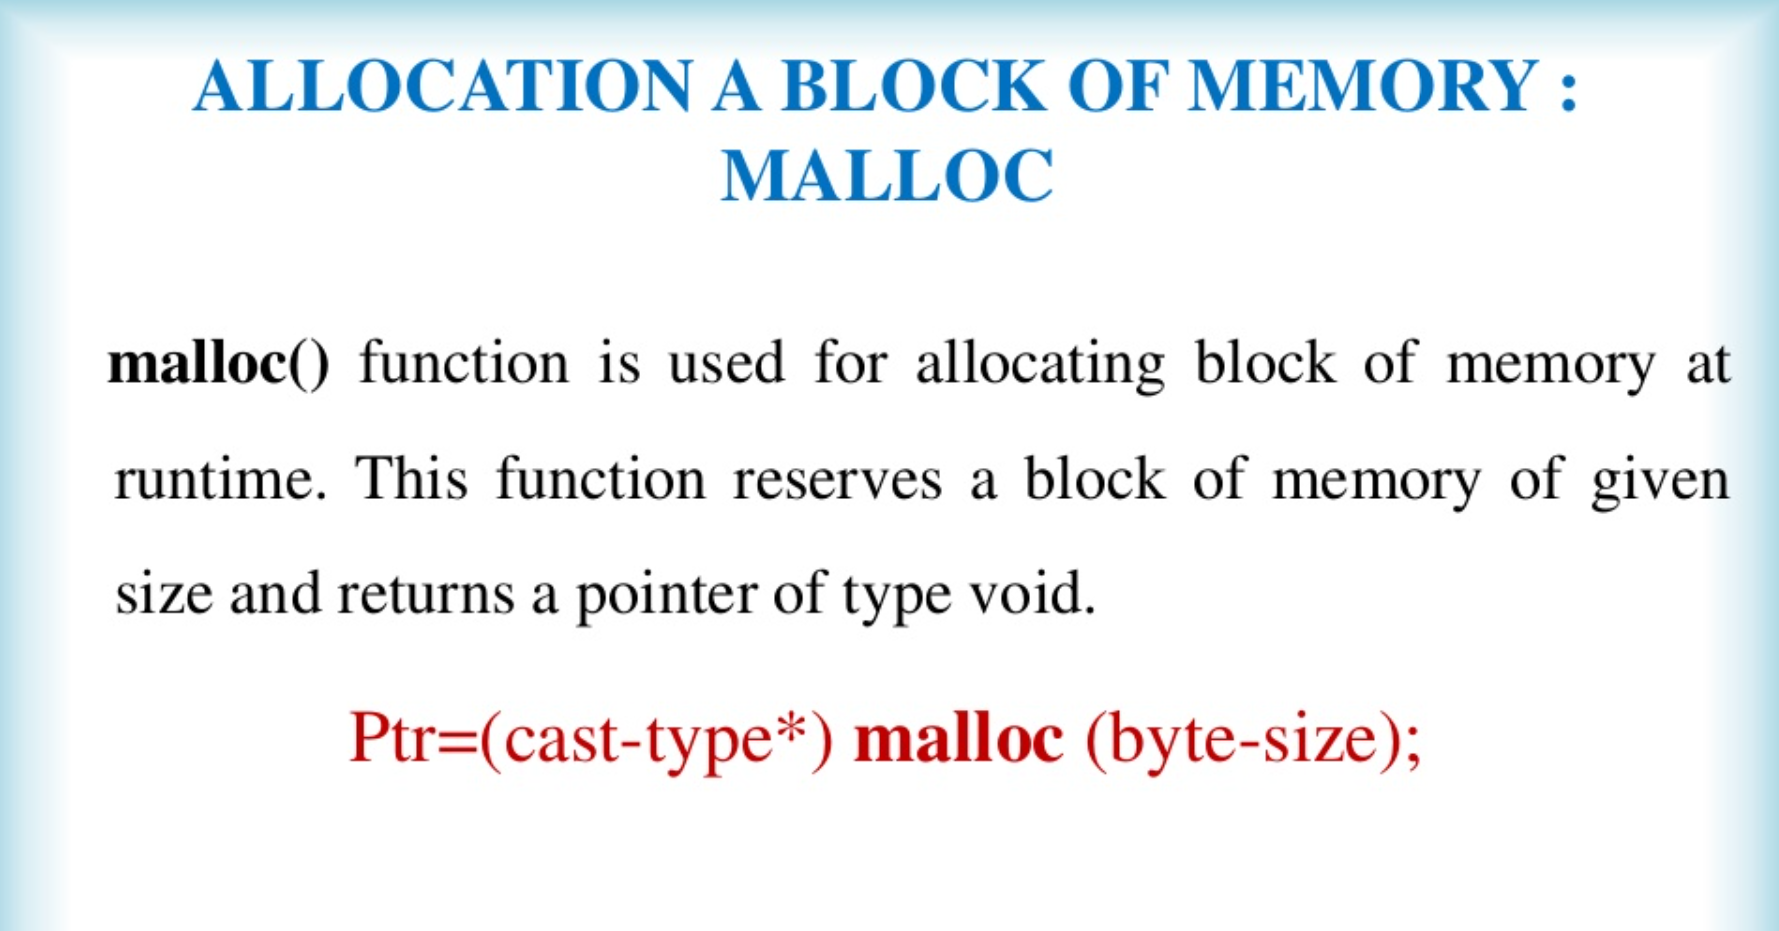 ALLOCATION A BLOCK OF MEMORY :
MALLOC
malloc() function is used for allocating block of memory at
runtime. This function reserves a block of memory of given
size and returns a pointer of type void.
Ptr=(cast-type*) malloc (byte-size);